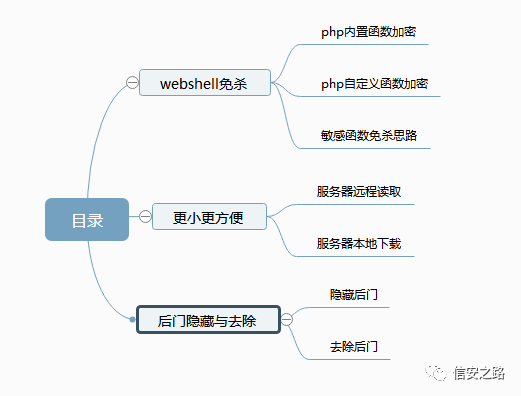 目录
webshell免杀
php内置函数加密
php自定义函数加密
敏感函数免杀思路
更小更方便
服务器远程读取
服务器本地下载
后门隐藏与去除
隐藏后门
去除后门
信安之路